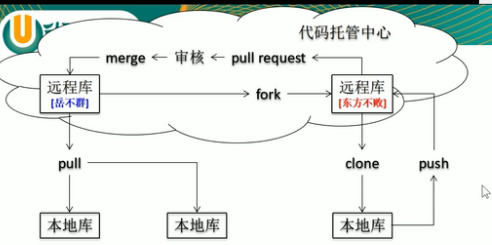 代码托管中心
merge ← 审核 ← pull request
远程库
[岳不群]
fork
远程库
[东方不败]
pull
clone
push
本地库
本地库
本地库